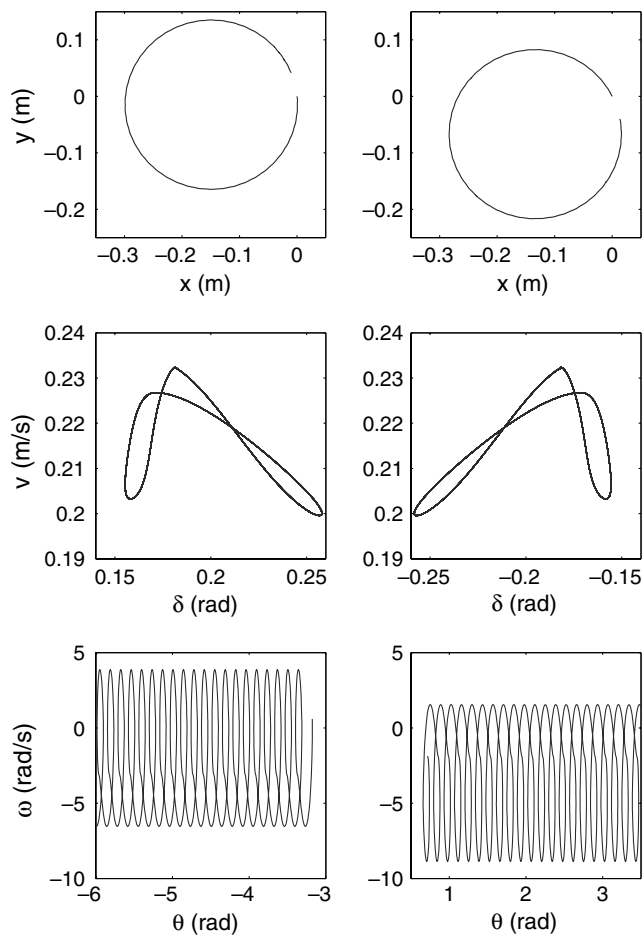 0.1
0
−0.1
−0.2
y (m)
−0.3 −0.2 −0.1 0
x (m)
0.1
0
−0.1
−0.2
−0.3 −0.2 −0.1 0
x (m)
0.24
0.23
0.22
0.21
0.2
0.19
v (m/s)
0.15 0.2 0.25
δ (rad)
0.24
0.23
0.22
0.21
0.2
0.19
−0.25 −0.2 −0.15
δ (rad)
5
0
−5
−10
ω (rad/s)
−6 −5 −4 −3
θ (rad)
5
0
−5
−10
1 2 3
θ (rad)